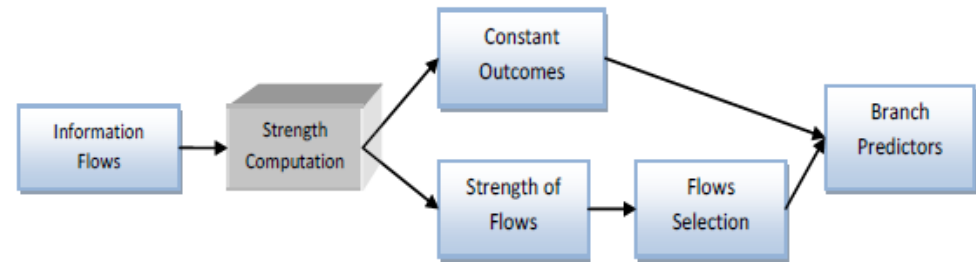 Information
Flows
Strength
Computation
Constant
Outcomes
Strength of
Flows
Flows
Selection
Branch
Predictors